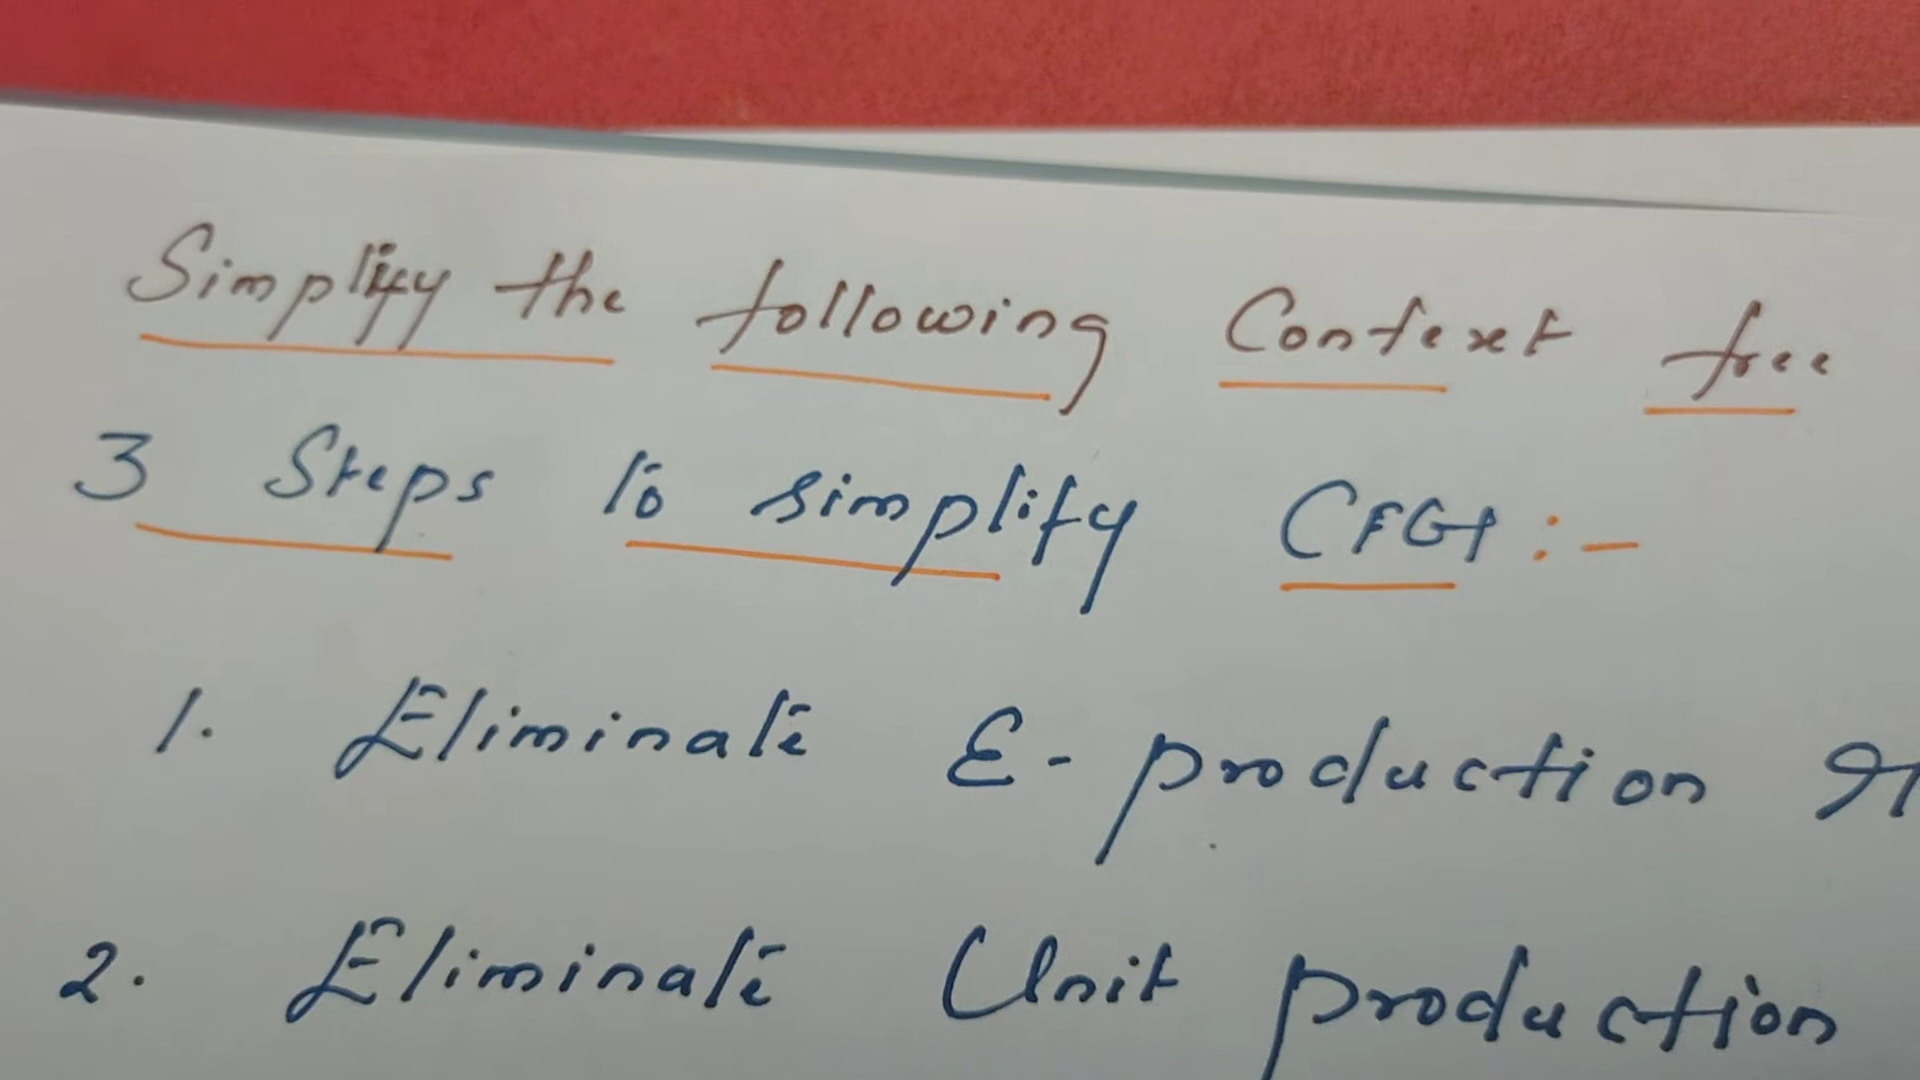 Simplify the following Context free
3 Steps to simplify CFG :-
1. Eliminate ε- production
2. Eliminate Unit production